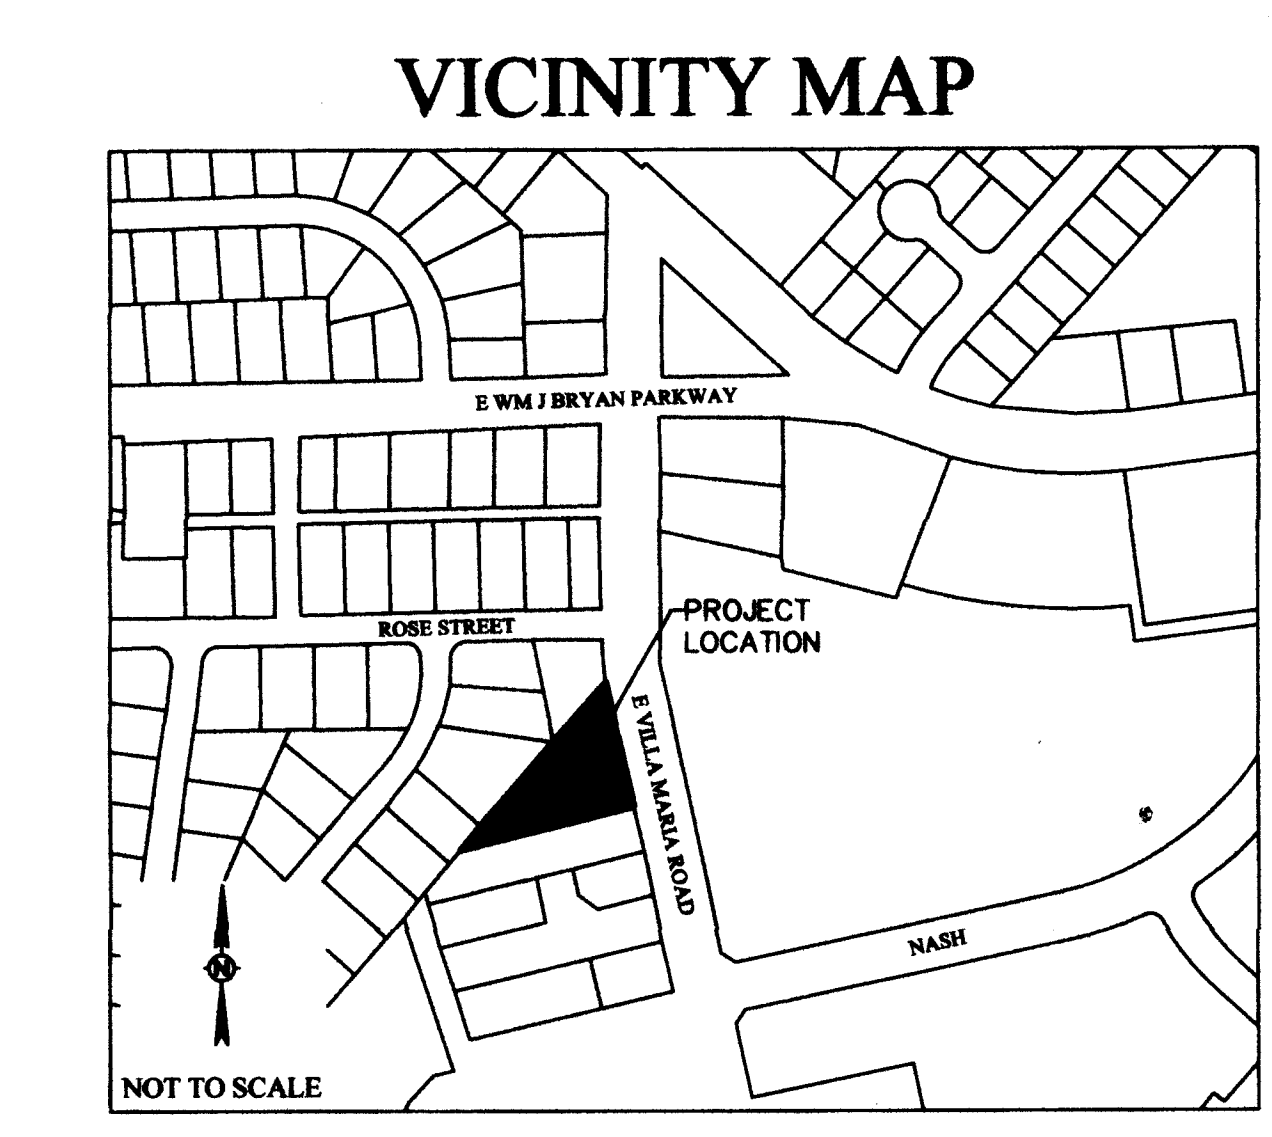 VICINITY MAP
E WM J BRYAN PARKWAY
PROJECT
LOCATION
ROSE STREET
E VILLA MARIA ROAD
NASH
N
NOT TO SCALE